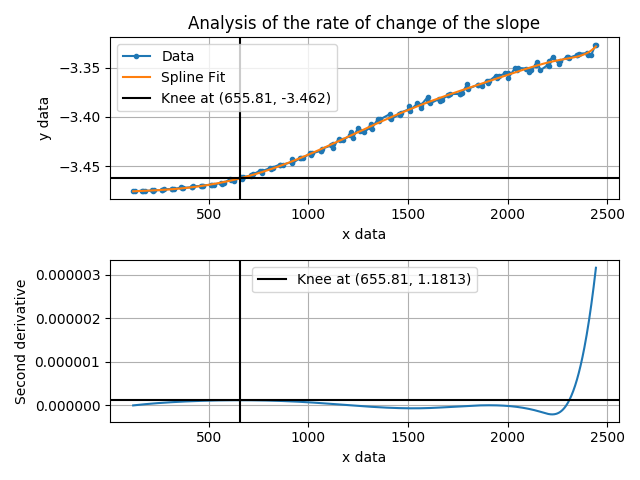 Analysis of the rate of change of the slope
Data
Spline Fit
Knee at (655.81, -3.462)
y data
−3.35
−3.40
−3.45
500 1000 1500 2000 2500
x data
Knee at (655.81, 1.1813)
Second derivative
0.000003
0.000002
0.000001
0.000000
500 1000 1500 2000 2500
x data